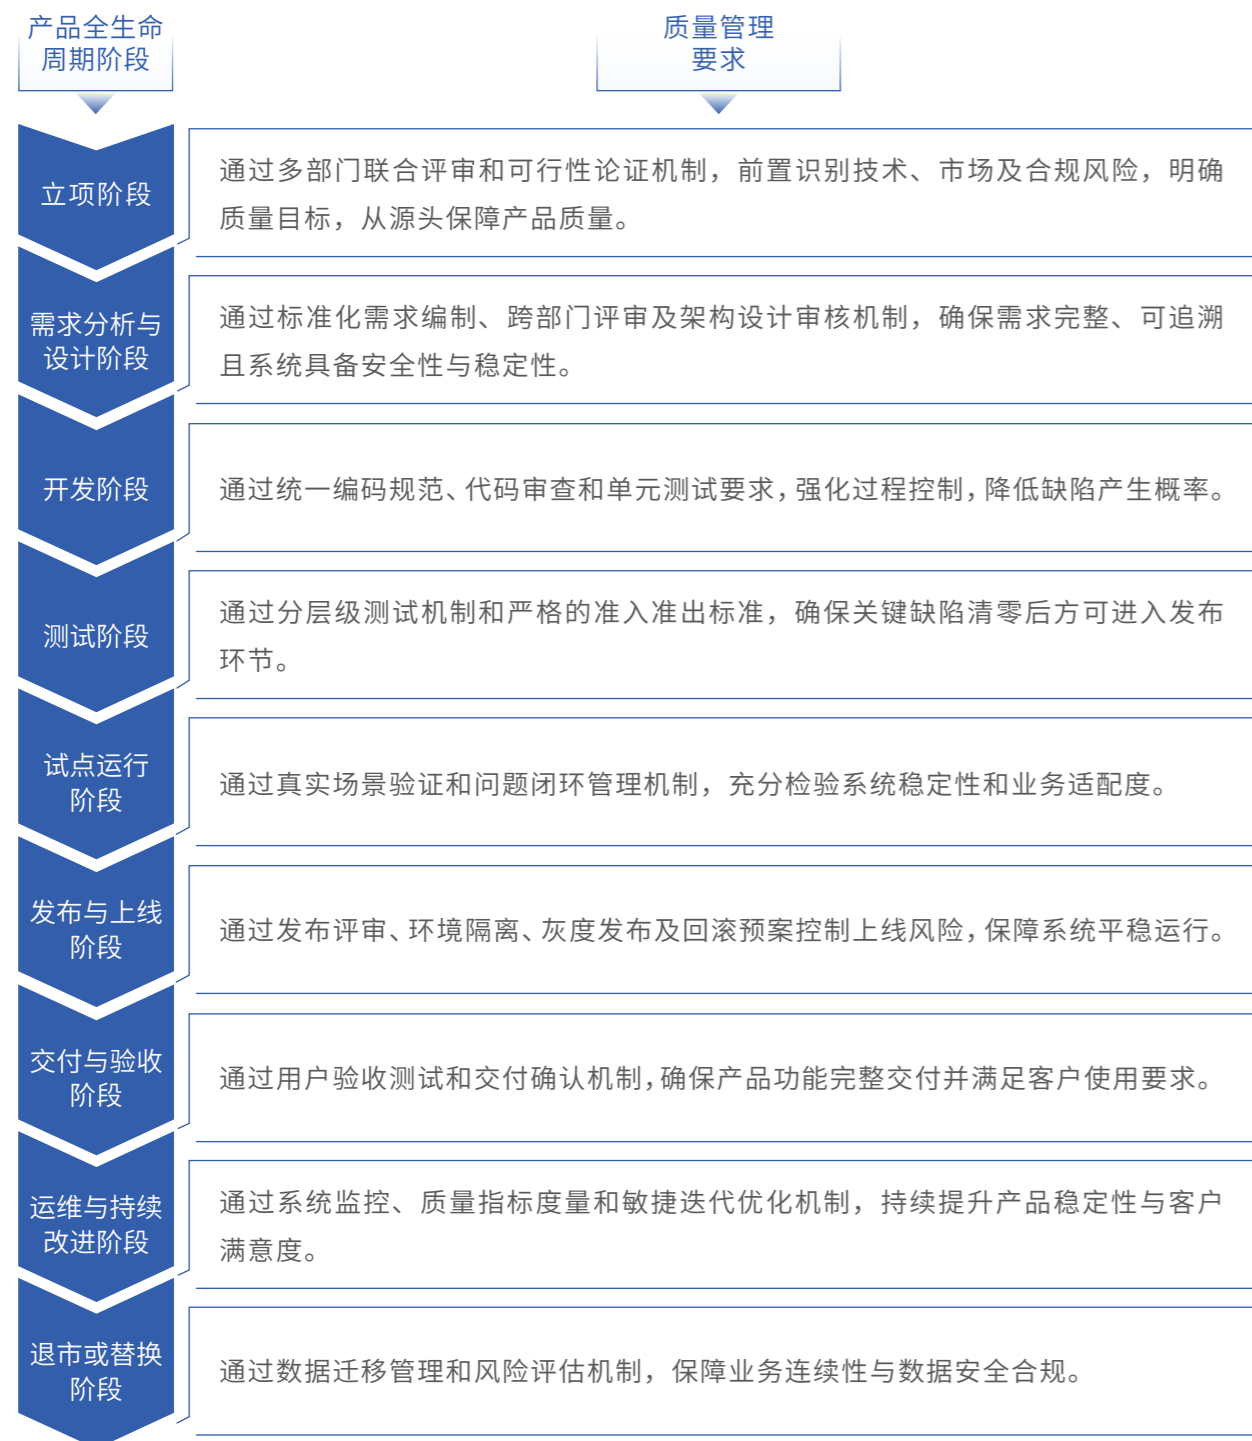 产品全生命
周期阶段
质量管理
要求
立项阶段
通过多部门联合评审和可行性论证机制，前置识别技术、市场及合规风险，明确
质量目标，从源头保障产品质量。
需求分析与
设计阶段
通过标准化需求编制、跨部门评审及架构设计审核机制，确保需求完整、可追溯
且系统具备安全性与稳定性。
开发阶段
通过统一编码规范、代码审查和单元测试要求，强化过程控制，降低缺陷产生概率。
测试阶段
通过分层级测试机制和严格的准入准出标准，确保关键缺陷清零后方可进入发布
环节。
试点运行
阶段
通过真实场景验证和问题闭环管理机制，充分检验系统稳定性和业务适配度。
发布与上线
阶段
通过发布评审、环境隔离、灰度发布及回滚预案控制上线风险，保障系统平稳运行。
交付与验收
阶段
通过用户验收测试和交付确认机制，确保产品功能完整交付并满足客户使用要求。
运维与持续
改进阶段
通过系统监控、质量指标度量和敏捷迭代优化机制，持续提升产品稳定性与客户
满意度。
退市或替换
阶段
通过数据迁移管理和风险评估机制，保障业务连续性与数据安全合规。